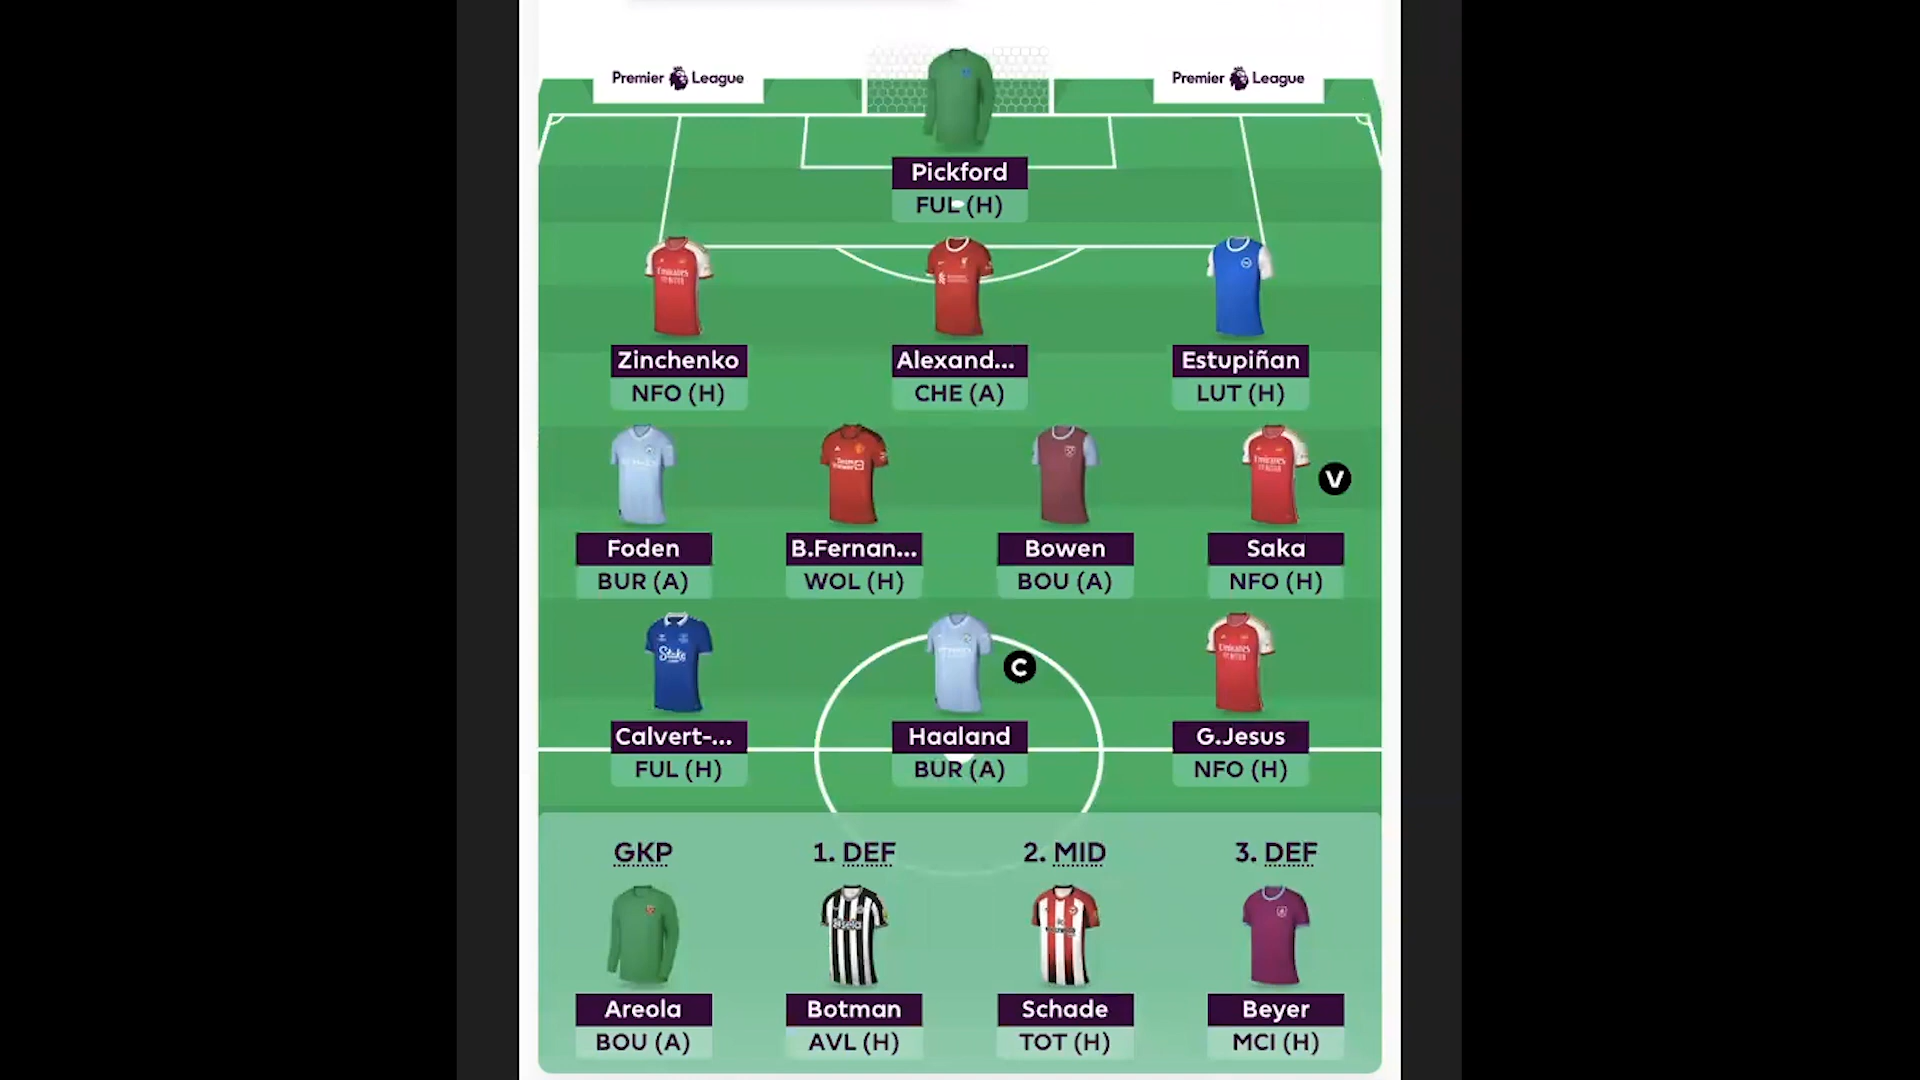 Premier League
Premier League
Pickford
FUL (H)
Zinchenko
Alexand...
Estupiñan
NFO (H)
CHE (A)
LUT (H)
V
Foden
B.Fernan...
Bowen
Saka
BUR (A)
WOL (H)
BOU (A)
NFO (H)
Stake
C
Calvert-...
Haaland
G.Jesus
FUL (H)
BUR (A)
NFO (H)
GKP
1. DEF
2. MID
3. DEF
sela
Areola
Botman
Schade
Beyer
BOU (A)
AVL (H)
TOT (H)
MCI (H)